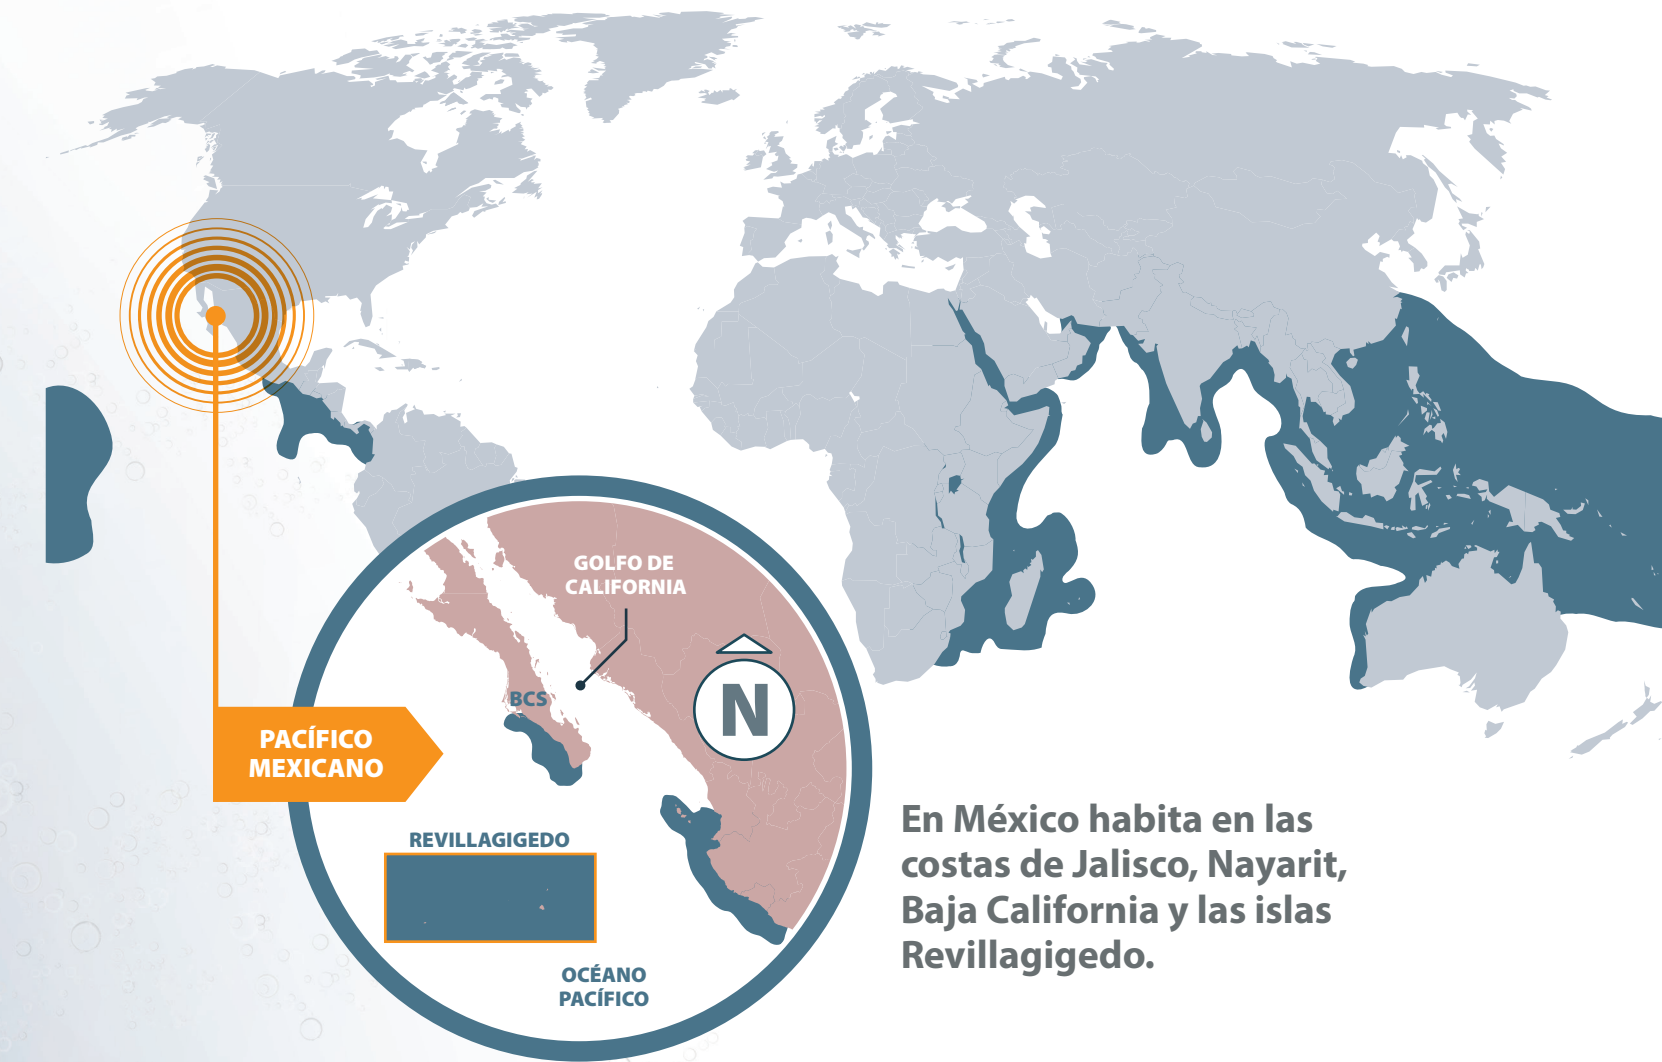 GOLFO DE
CALIFORNIA
BCS
N
PACÍFICO
MEXICANO
REVILLAGIGEDO
OCÉANO
PACÍFICO
En México habita en las
costas de Jalisco, Nayarit,
Baja California y las islas
Revillagigedo.